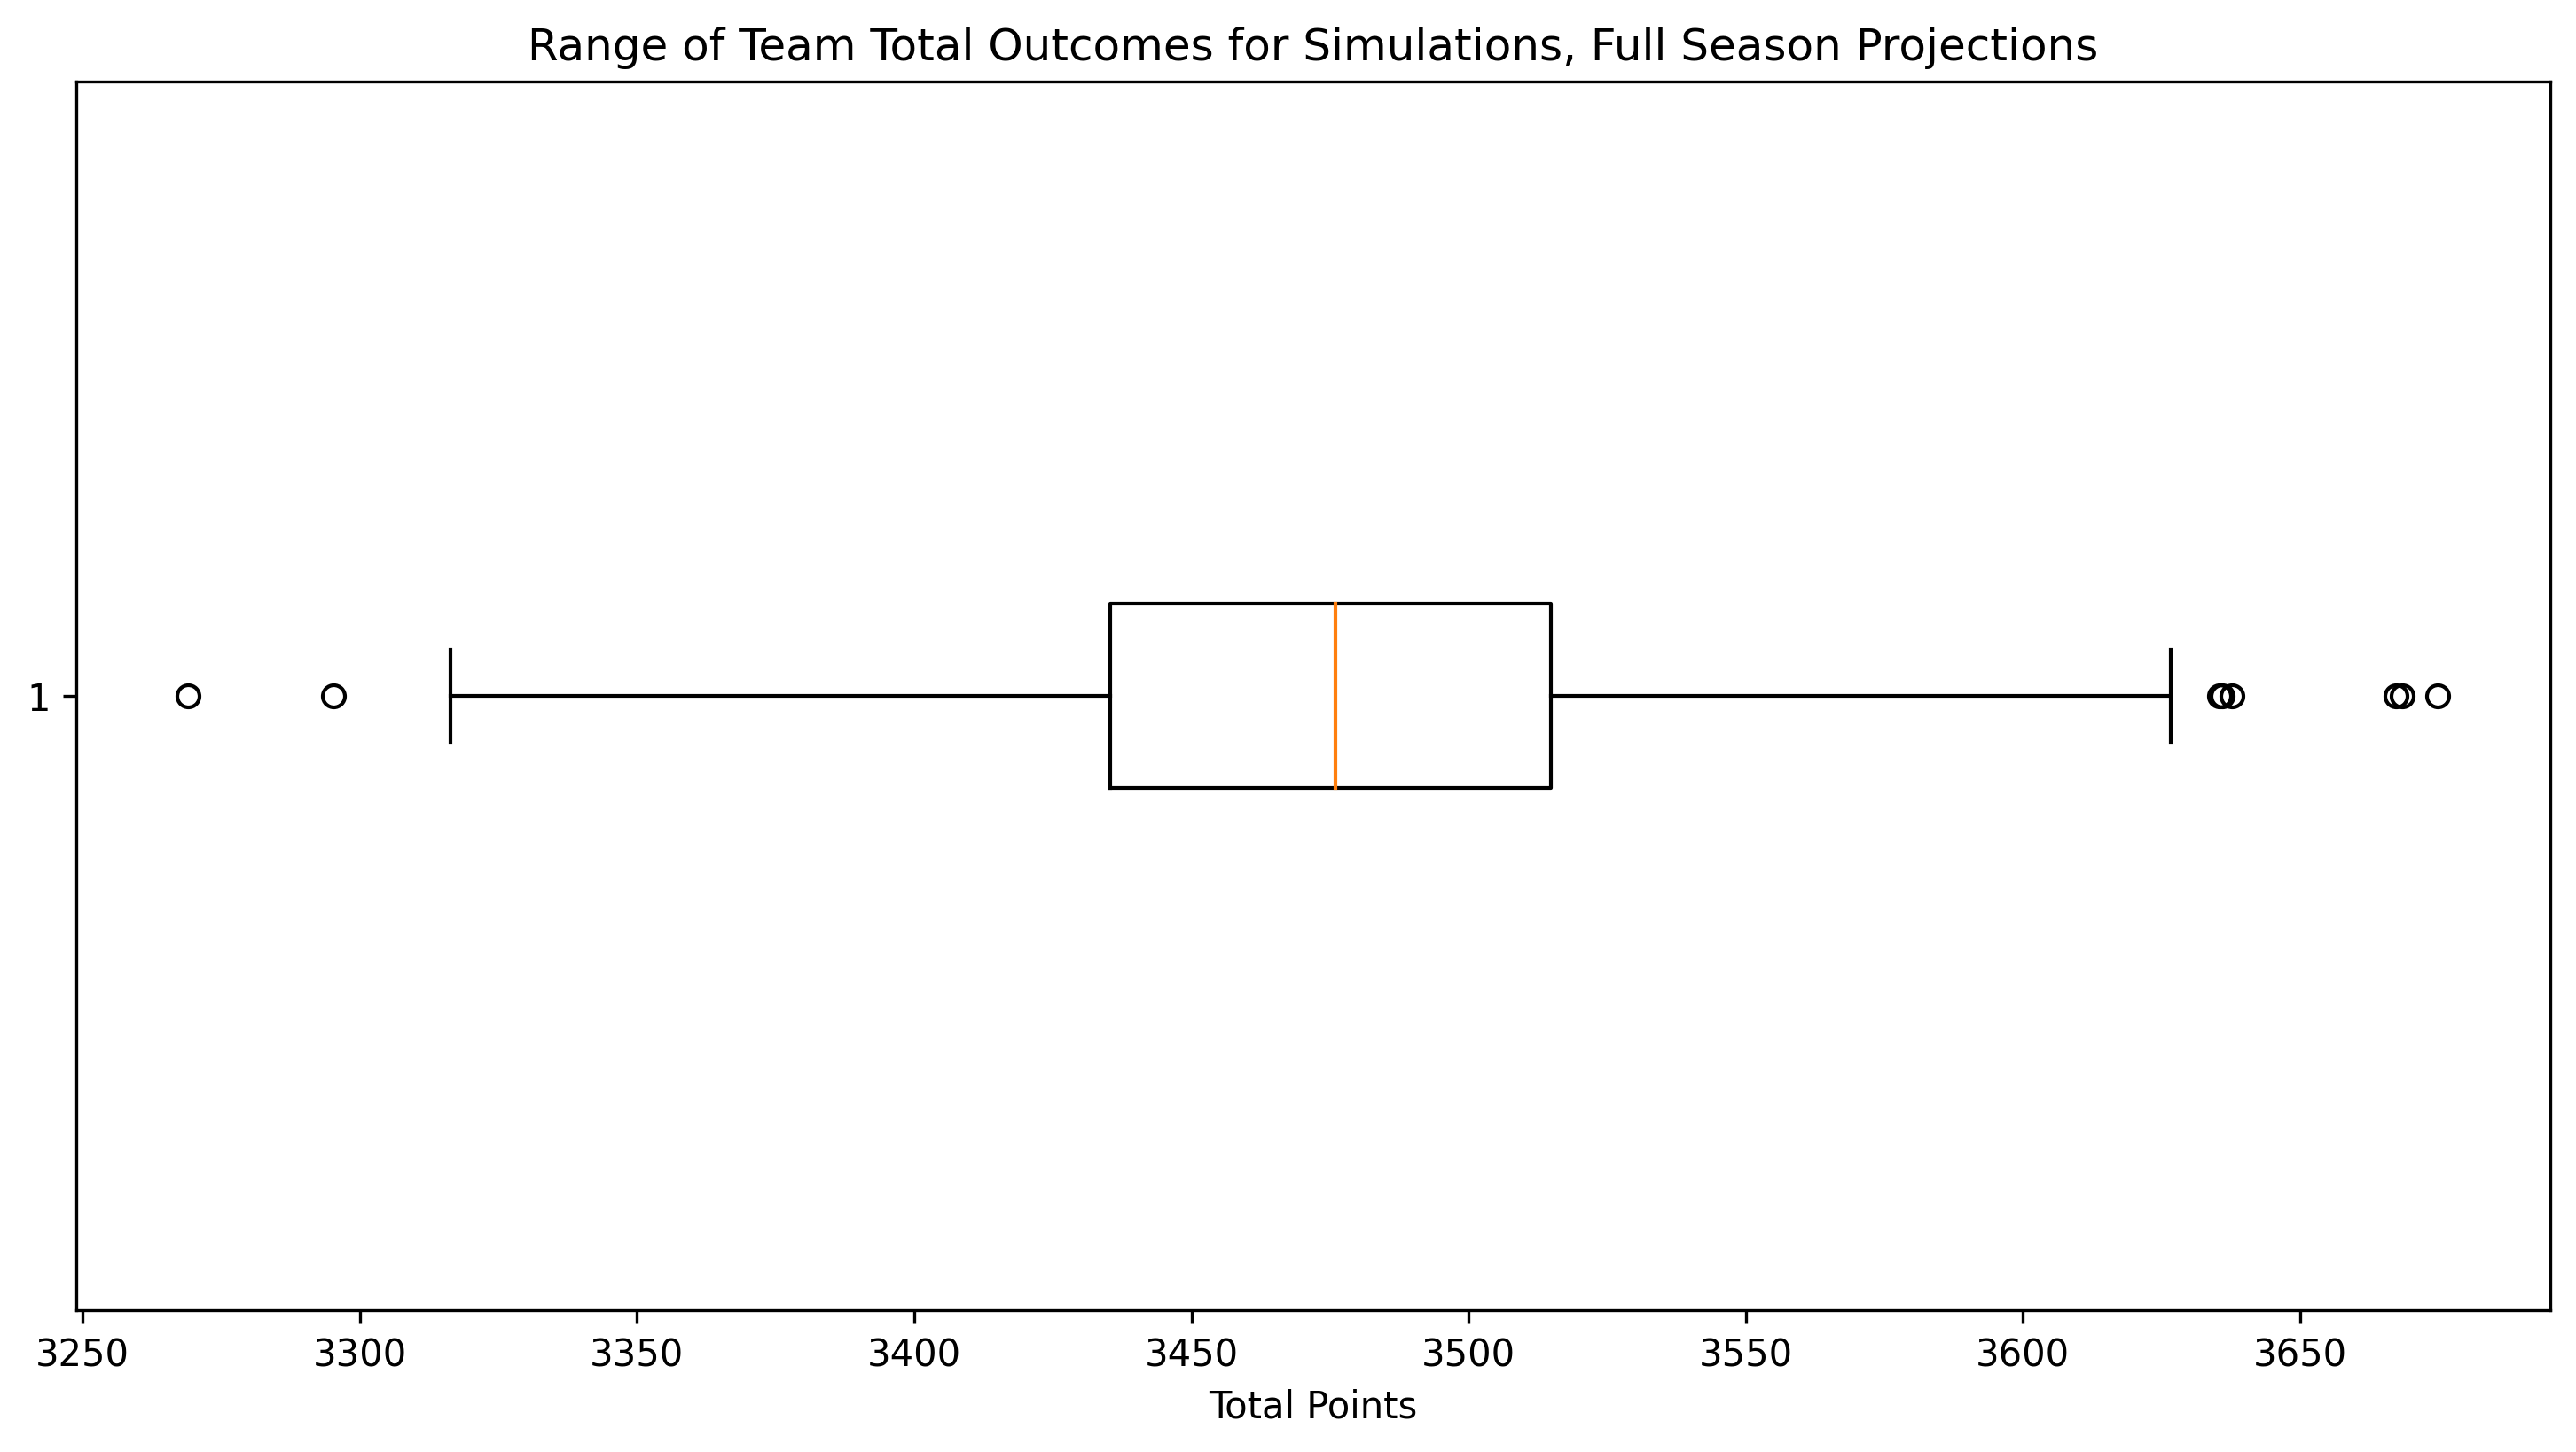 Range of Team Total Outcomes for Simulations, Full Season Projections
1
3250 3300 3350 3400 3450 3500 3550 3600 3650
Total Points